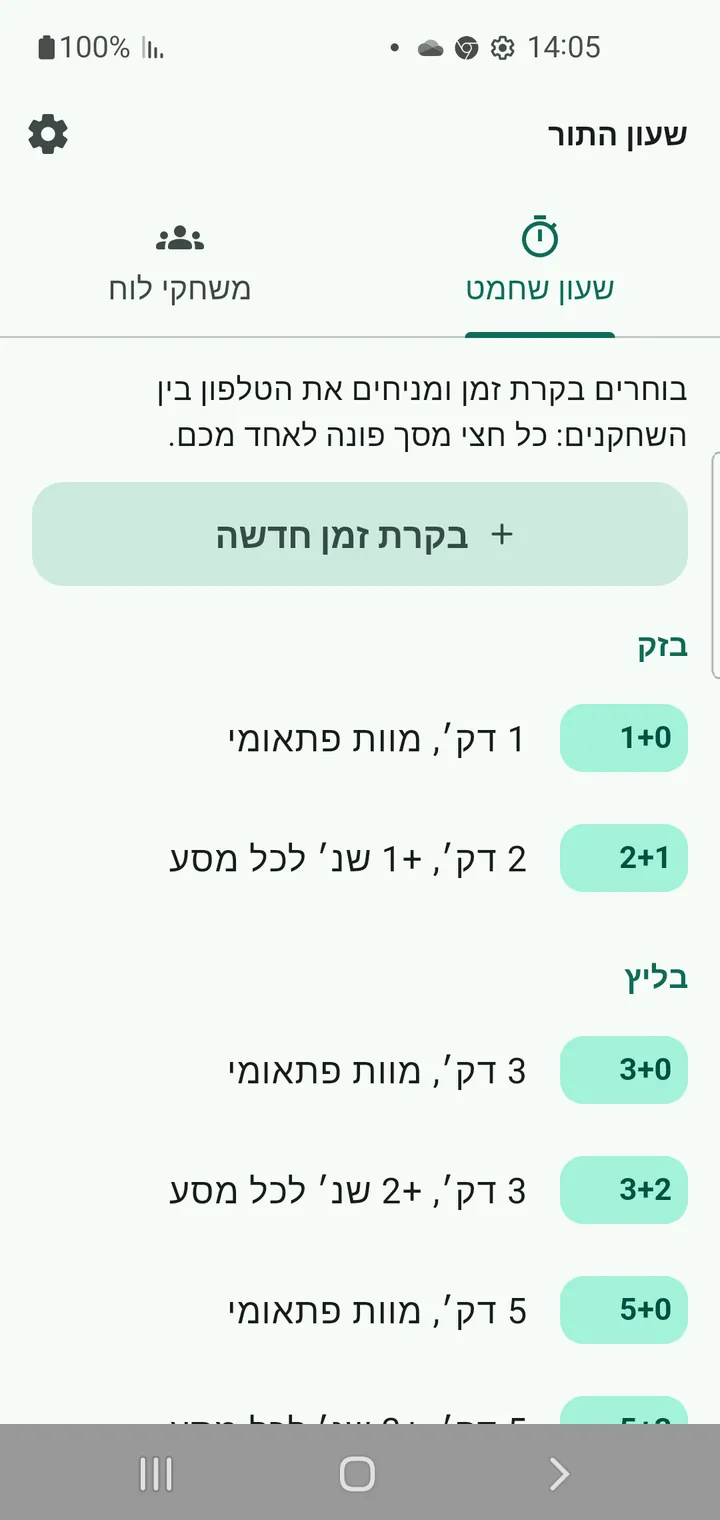 100% 14:05
שעון התור
שעון שחמט
משחקי לוח
בוחרים בקרת זמן ומניחים את הטלפון בין
השחקנים: כל חצי מסך פונה לאחד מכם.
+ בקרת זמן חדשה
בזק
1+0
1 דק׳, מוות פתאומי
2+1
2 דק׳, +1 שנ׳ לכל מסע
בליץ
3+0
3 דק׳, מוות פתאומי
3+2
3 דק׳, +2 שנ׳ לכל מסע
5+0
5 דק׳, מוות פתאומי